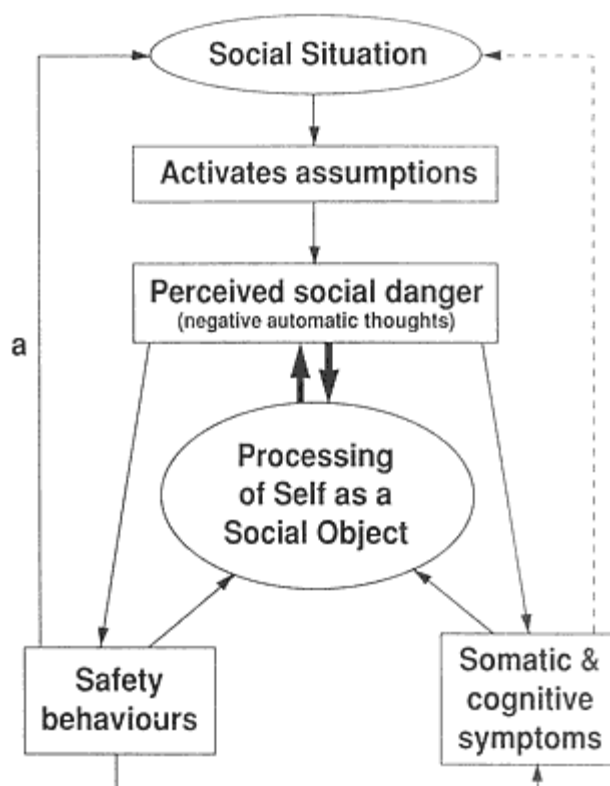 Social Situation
Activates assumptions
Perceived social danger
(negative automatic thoughts)
a
Processing
of Self as a
Social Object
Safety
behaviours
Somatic &
cognitive
symptoms